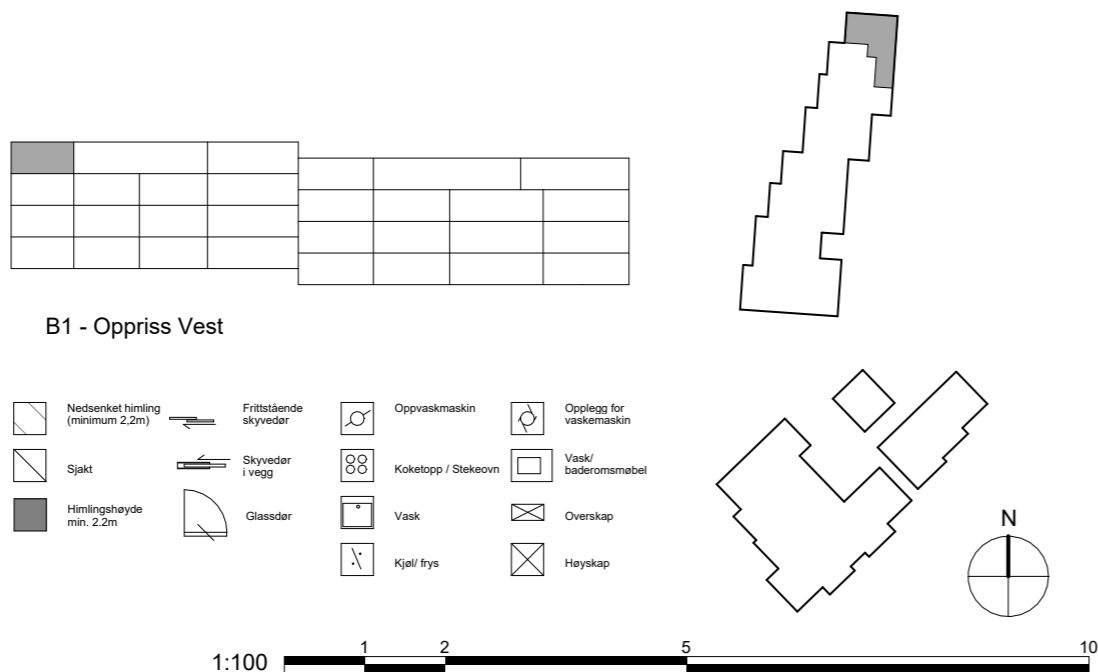 B1 - Oppriss Vest
Nedsenket himling
(minimum 2,2m)
Frittstående
skyvedør
Oppvaskmaskin
Opplegg for
vaskemaskin
Sjakt
Skyvedør
i vegg
Koketopp / Stekeovn
Vask/
baderomsmøbel
Himlingshøyde
min. 2.2m
Glassdør
Vask
Overskap
Kjøl/ frys
Høyskap
N
1:100
1
2
5
10